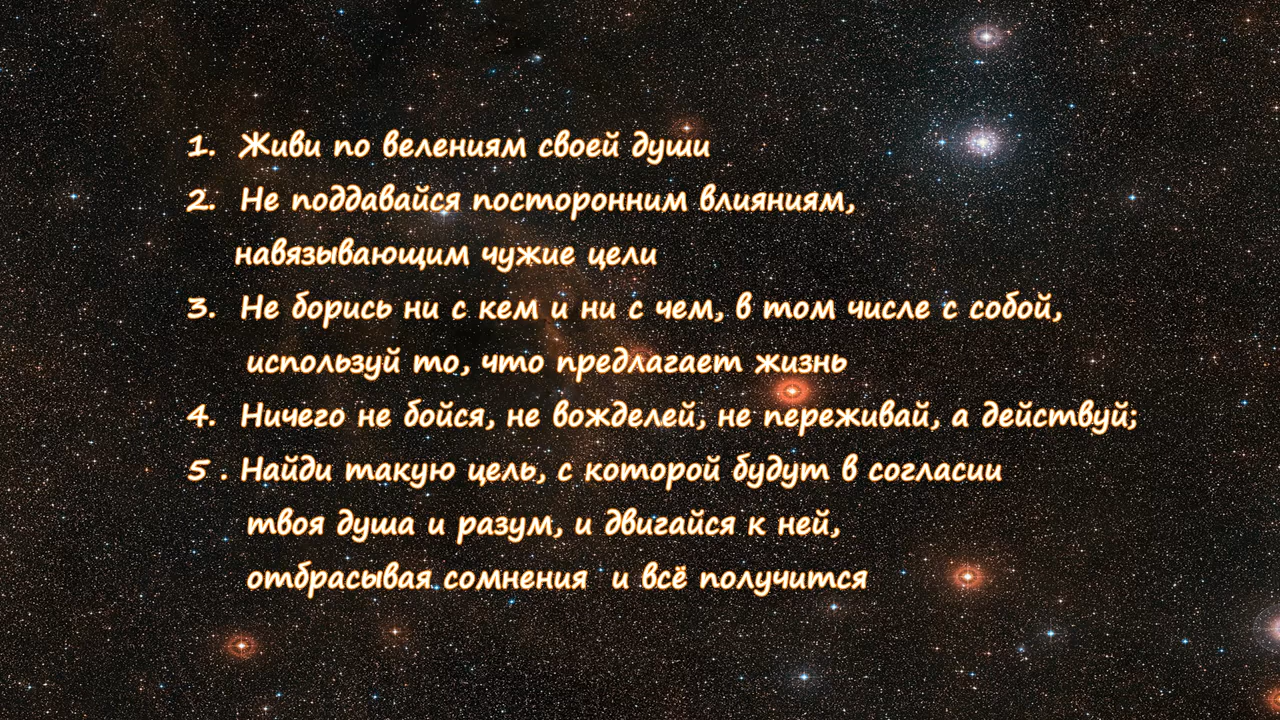 1. Живи по велениям своей души
2. Не поддавайся посторонним влияниям,
навязывающим чужие цели
3. Не борись ни с кем и ни с чем, в том числе с собой,
используй то, что предлагает жизнь
4. Ничего не бойся, не вожделей, не переживай, а действуй;
5 . Найди такую цель, с которой будут в согласии
твоя душа и разум, и двигайся к ней,
отбрасывая сомнения и всё получится